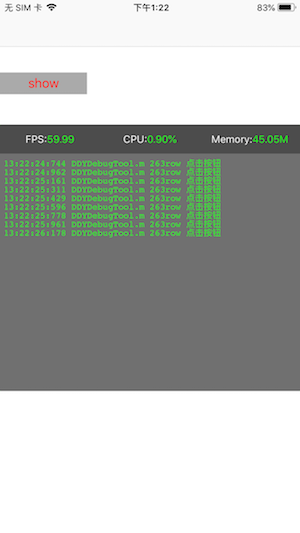 无 SIM 卡 下午1:22 83%
show
FPS:59.99 CPU:0.90% Memory:45.05M
13:22:24:744 DDYDebugTool.m 263row 点击按钮
13:22:24:962 DDYDebugTool.m 263row 点击按钮
13:22:25:161 DDYDebugTool.m 263row 点击按钮
13:22:25:311 DDYDebugTool.m 263row 点击按钮
13:22:25:429 DDYDebugTool.m 263row 点击按钮
13:22:25:596 DDYDebugTool.m 263row 点击按钮
13:22:25:778 DDYDebugTool.m 263row 点击按钮
13:22:25:961 DDYDebugTool.m 263row 点击按钮
13:22:26:178 DDYDebugTool.m 263row 点击按钮